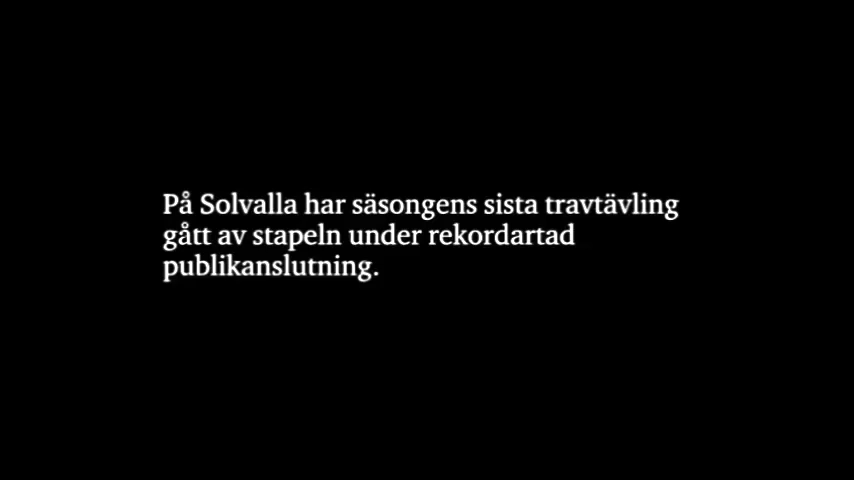 På Solvalla har säsongens sista travtävling
gått av stapeln under rekordartad
publikanslutning.